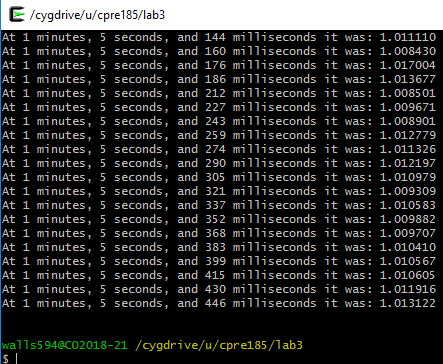 /cygdrive/u/cpre185/lab3
At 1 minutes, 5 seconds, and 144 milliseconds it was: 1.011110
At 1 minutes, 5 seconds, and 160 milliseconds it was: 1.008430
At 1 minutes, 5 seconds, and 176 milliseconds it was: 1.017004
At 1 minutes, 5 seconds, and 186 milliseconds it was: 1.013677
At 1 minutes, 5 seconds, and 212 milliseconds it was: 1.008501
At 1 minutes, 5 seconds, and 227 milliseconds it was: 1.009671
At 1 minutes, 5 seconds, and 243 milliseconds it was: 1.008901
At 1 minutes, 5 seconds, and 259 milliseconds it was: 1.012779
At 1 minutes, 5 seconds, and 274 milliseconds it was: 1.011326
At 1 minutes, 5 seconds, and 290 milliseconds it was: 1.012197
At 1 minutes, 5 seconds, and 305 milliseconds it was: 1.010979
At 1 minutes, 5 seconds, and 321 milliseconds it was: 1.009309
At 1 minutes, 5 seconds, and 337 milliseconds it was: 1.010583
At 1 minutes, 5 seconds, and 352 milliseconds it was: 1.009882
At 1 minutes, 5 seconds, and 368 milliseconds it was: 1.009707
At 1 minutes, 5 seconds, and 383 milliseconds it was: 1.010410
At 1 minutes, 5 seconds, and 399 milliseconds it was: 1.010567
At 1 minutes, 5 seconds, and 415 milliseconds it was: 1.010605
At 1 minutes, 5 seconds, and 430 milliseconds it was: 1.011916
At 1 minutes, 5 seconds, and 446 milliseconds it was: 1.013122
walls594@CO2018-21 /cygdrive/u/cpre185/lab3
$